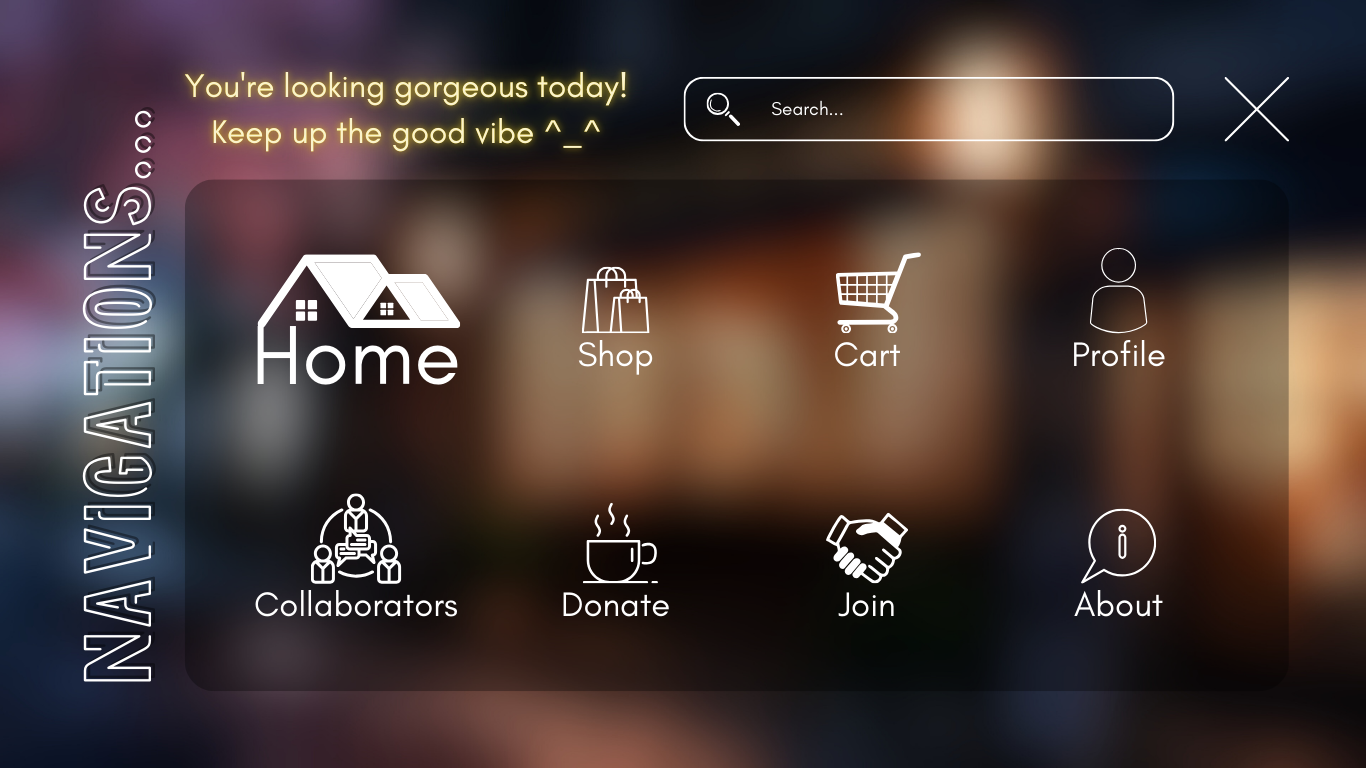 You're looking gorgeous today!
Keep up the good vibe ^_^
Search...
NAVIGATIONS...
Home
Shop
Cart
Profile
Collaborators
Donate
Join
About